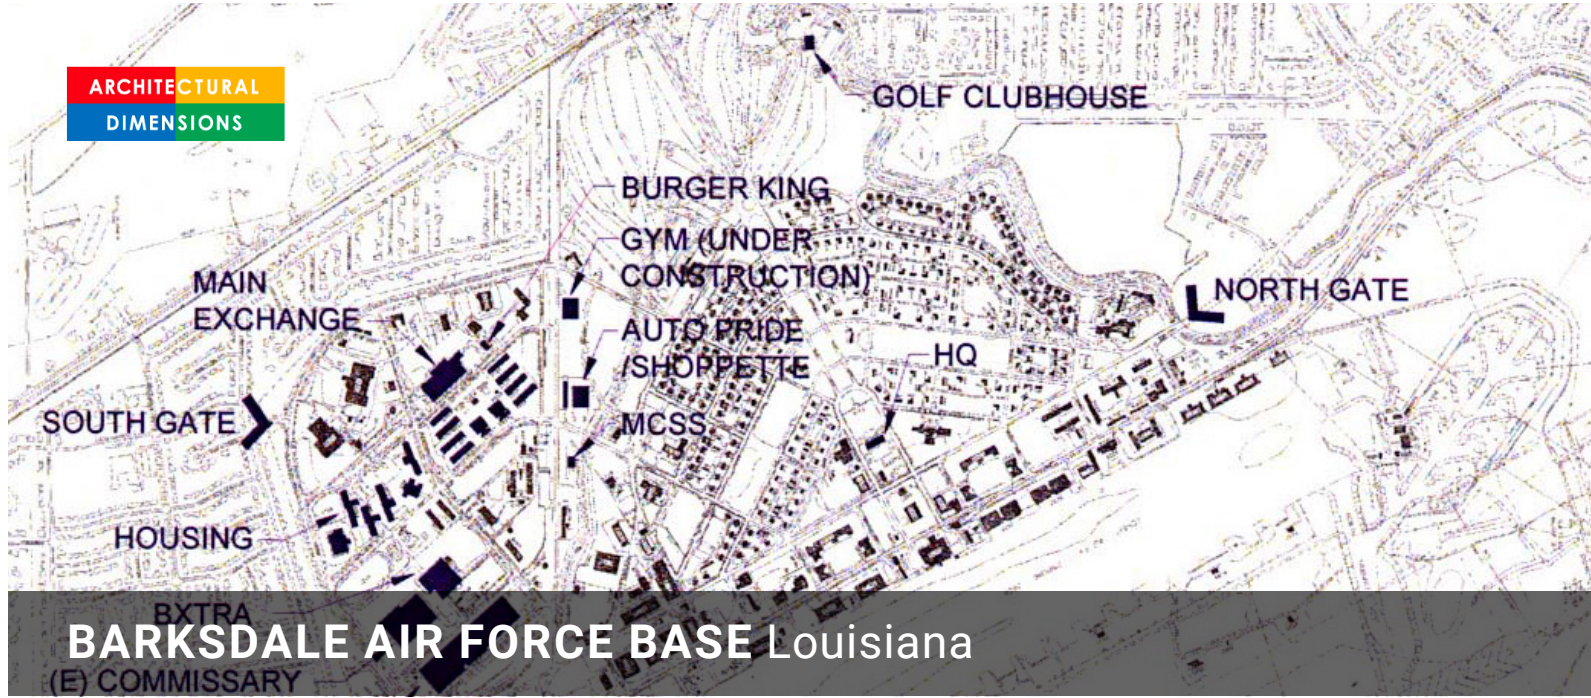 ARCHITECTURAL
DIMENSIONS
GOLF CLUBHOUSE
BURGER KING
GYM (UNDER
CONSTRUCTION)
MAIN
EXCHANGE
NORTH GATE
AUTO PRIDE
/SHOPPETTE
HQ
SOUTH GATE
MCSS
HOUSING
BXTRA
BARKSDALE AIR FORCE BASE Louisiana
(E) COMMISSARY